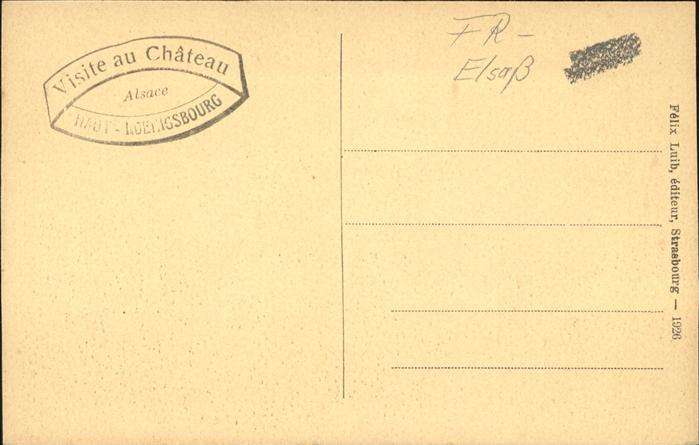 Visite au Château
Alsace
HAUT-KOENIGSBOURG
FR-
Elsaß
Félix Luib, éditeur, Strasbourg — 1926